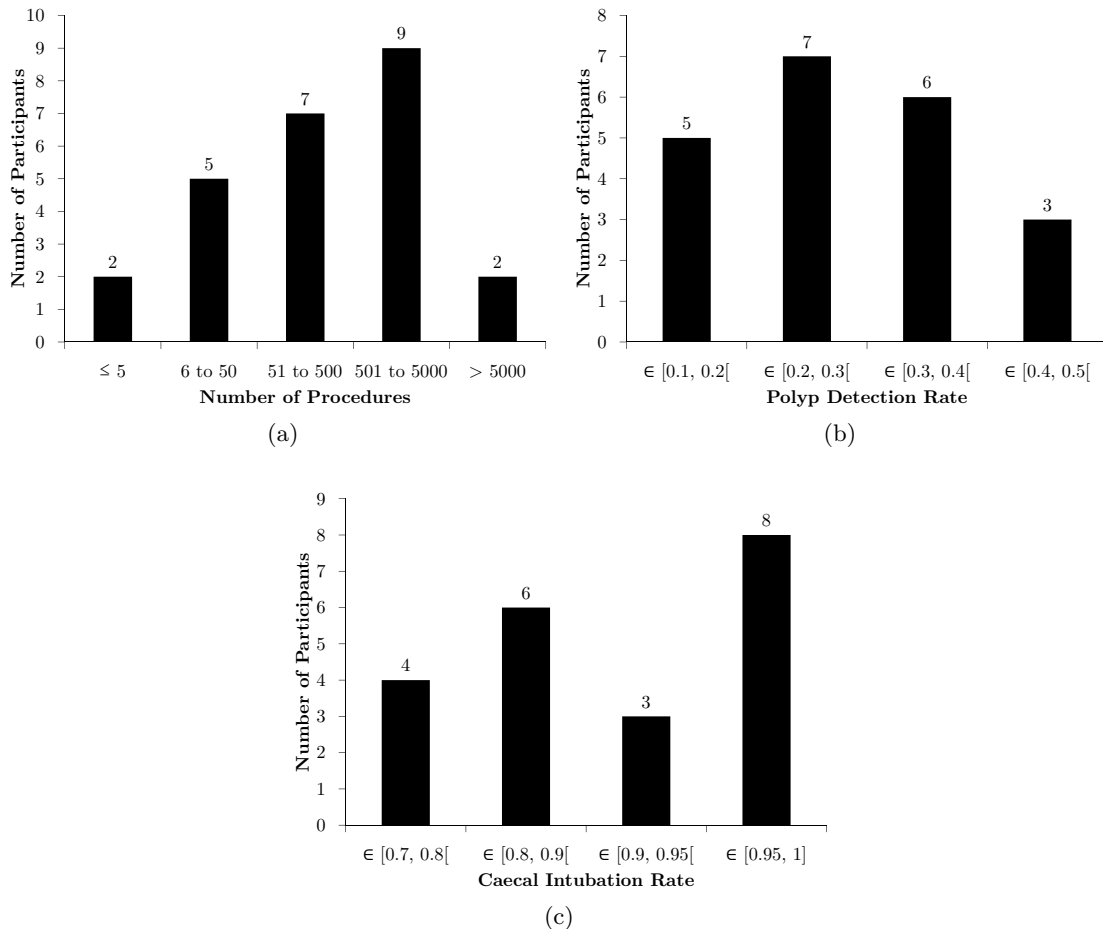 Number of Participants
10
9
8
7
6
5
4
3
2
1
0
2
5
7
9
2
≤ 5
6 to 50
51 to 500
501 to 5000
> 5000
Number of Procedures
(a)
Number of Participants
8
7
6
5
4
3
2
1
0
5
7
6
3
∈ [0.1, 0.2[
∈ [0.2, 0.3[
∈ [0.3, 0.4[
∈ [0.4, 0.5[
Polyp Detection Rate
(b)
Number of Participants
9
8
7
6
5
4
3
2
1
0
4
6
3
8
∈ [0.7, 0.8[
∈ [0.8, 0.9[
∈ [0.9, 0.95[
∈ [0.95, 1]
Caecal Intubation Rate
(c)